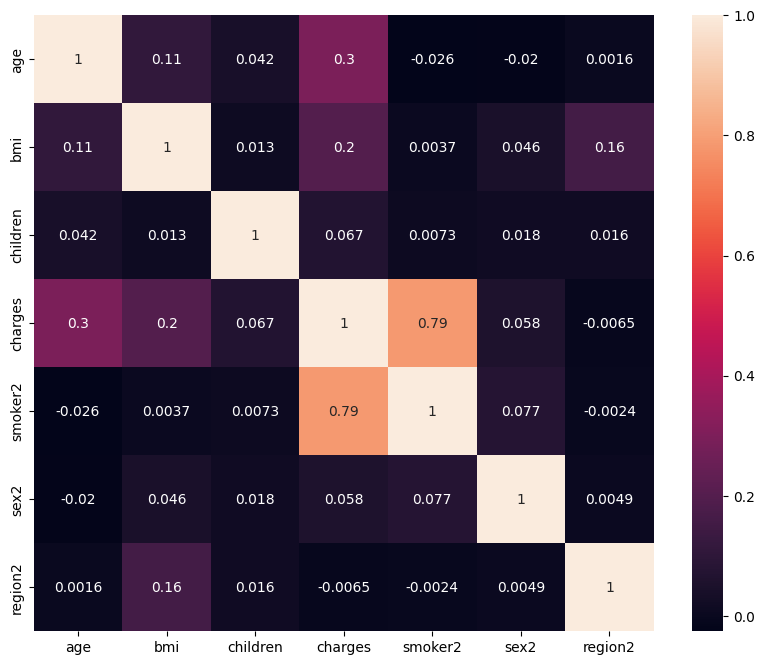 age 1 0.11 0.042 0.3 -0.026 -0.02 0.0016
bmi 0.11 1 0.013 0.2 0.0037 0.046 0.16
children 0.042 0.013 1 0.067 0.0073 0.018 0.016
charges 0.3 0.2 0.067 1 0.79 0.058 -0.0065
smoker2 -0.026 0.0037 0.0073 0.79 1 0.077 -0.0024
sex2 -0.02 0.046 0.018 0.058 0.077 1 0.0049
region2 0.0016 0.16 0.016 -0.0065 -0.0024 0.0049 1
age bmi children charges smoker2 sex2 region2
1.0
0.8
0.6
0.4
0.2
0.0